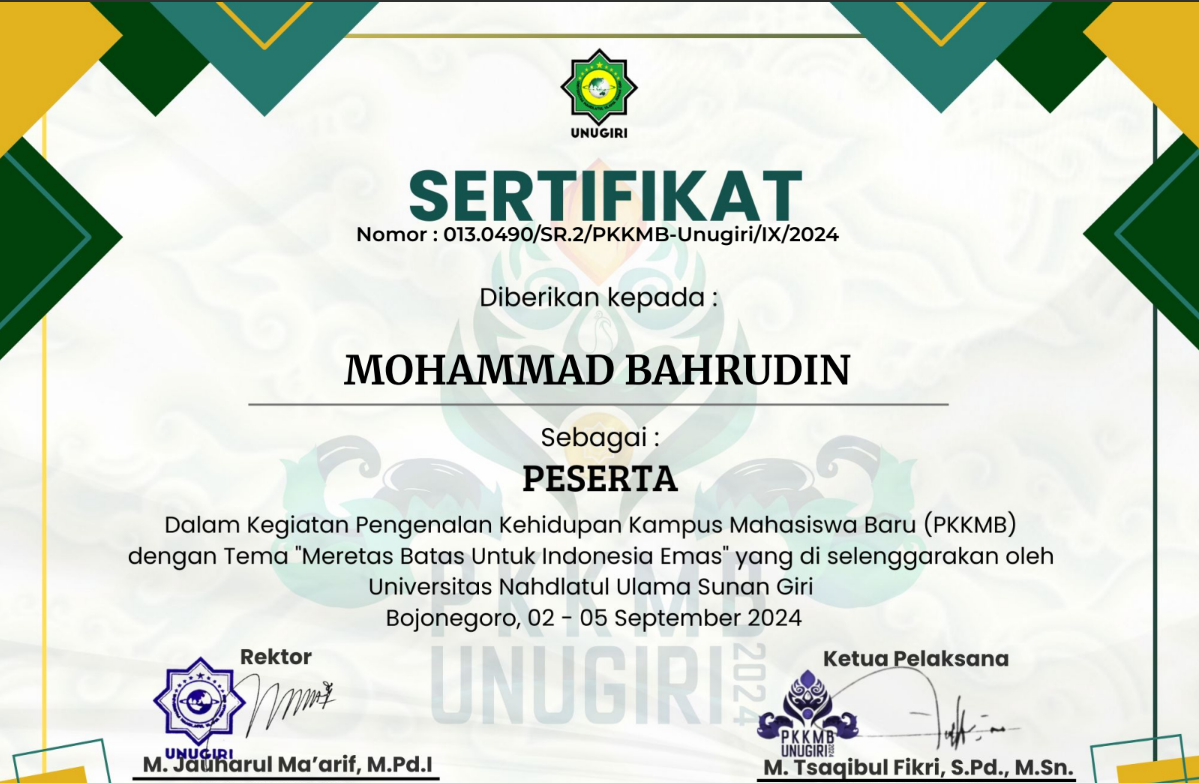 UNUGIRI
SERTIFIKAT
Nomor : 013.0490/SR.2/PKKMB-Unugiri/IX/2024
Diberikan kepada :
MOHAMMAD BAHRUDIN
Sebagai :
PESERTA
Dalam Kegiatan Pengenalan Kehidupan Kampus Mahasiswa Baru (PKKMB)
dengan Tema "Meretas Batas Untuk Indonesia Emas" yang di selenggarakan oleh
Universitas Nahdlatul Ulama Sunan Giri
Bojonegoro, 02 - 05 September 2024
PKKMB
UNUGIRI
2024
Rektor
UNUGIRI
M. Jauharul Ma'arif, M.Pd.I
Ketua Pelaksana
PKKMB
UNUGIRI
M. Tsaqibul Fikri, S.Pd., M.Sn.